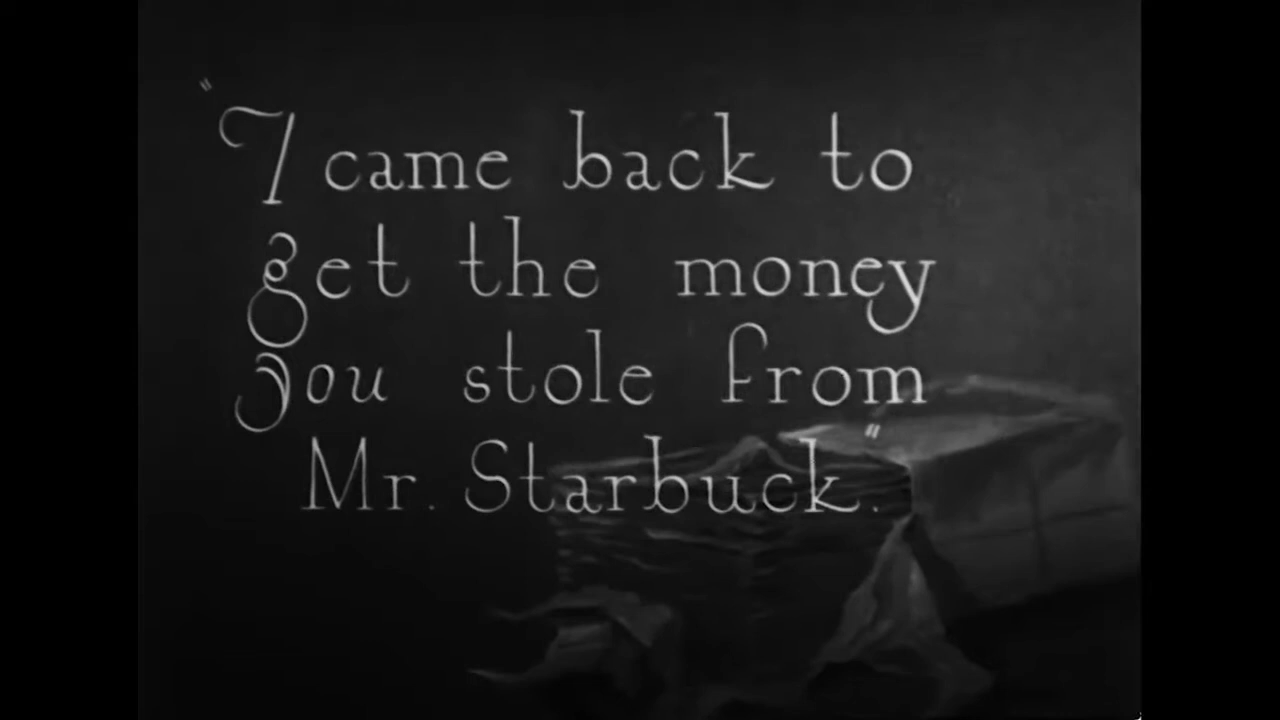 "I came back to
get the money
you stole from
Mr. Starbuck."